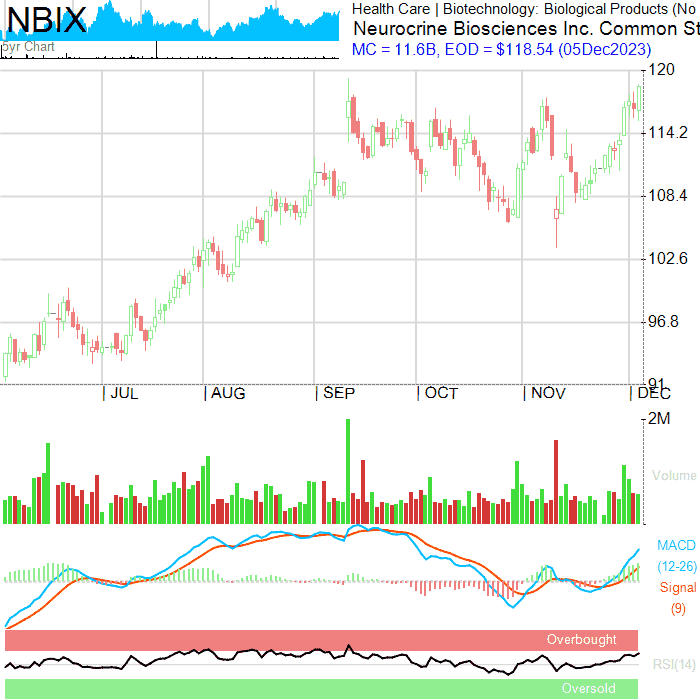 NBIX
Health Care | Biotechnology: Biological Products (No
Neurocrine Biosciences Inc. Common St
MC = 11.6B, EOD = $118.54 (05Dec2023)
5yr Chart
120
114.2
108.4
102.6
96.8
91
| JUL | AUG | SEP | OCT | NOV | DEC
2M
Volume
MACD
(12-26)
Signal
(9)
Overbought
RSI(14)
Oversold